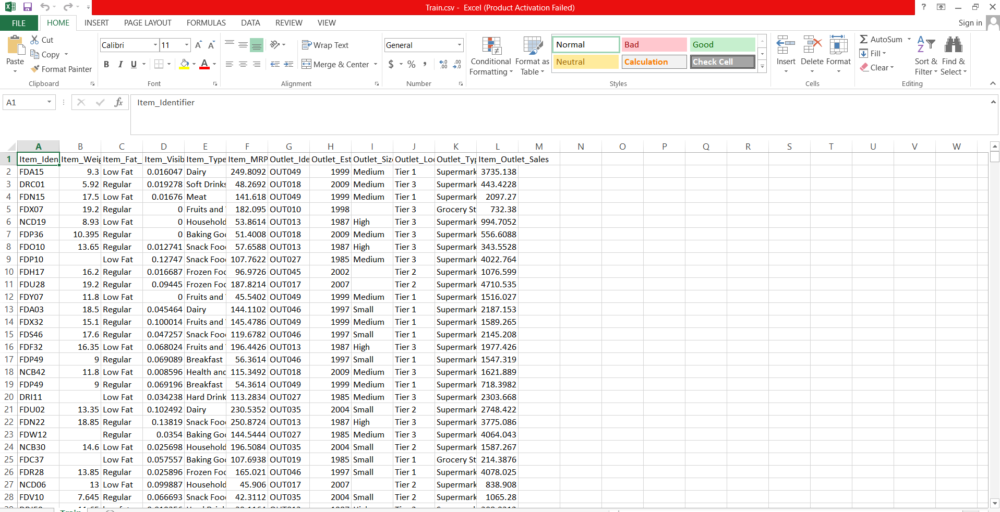 Train.csv - Excel (Product Activation Failed)
FILE HOME INSERT PAGE LAYOUT FORMULAS DATA REVIEW VIEW Sign in
Paste Cut Copy Format Painter Clipboard
Calibri 11 A A B I U A Font
Wrap Text Merge & Center Alignment
General $ % , .00 Number
Conditional Formatting Format as Table
Normal Bad Good
Neutral Calculation Check Cell
Styles
Insert Delete Format
Cells
AutoSum Fill Clear
Sort & Filter Find & Select
Editing
A1 fx Item_Identifier
A B C D E F G H I J K L M N O P Q R S T U V W
1 Item_Iden Item_Weig Item_Fat_ Item_Visib Item_Type Item_MRP Outlet_Ide Outlet_Est Outlet_Siz Outlet_Loc Outlet_Typ Item_Outlet_Sales
2 FDA15 9.3 Low Fat 0.016047 Dairy 249.8092 OUT049 1999 Medium Tier 1 Supermark 3735.138
3 DRC01 5.92 Regular 0.019278 Soft Drinks 48.2692 OUT018 2009 Medium Tier 3 Supermark 443.4228
4 FDN15 17.5 Low Fat 0.01676 Meat 141.618 OUT049 1999 Medium Tier 1 Supermark 2097.27
5 FDX07 19.2 Regular 0 Fruits and 182.095 OUT010 1998 Tier 3 Grocery St 732.38
6 NCD19 8.93 Low Fat 0 Household 53.8614 OUT013 1987 High Tier 3 Supermark 994.7052
7 FDP36 10.395 Regular 0 Baking Goo 51.4008 OUT018 2009 Medium Tier 3 Supermark 556.6088
8 FDO10 13.65 Regular 0.012741 Snack Foo 57.6588 OUT013 1987 High Tier 3 Supermark 343.5528
9 FDP10 Low Fat 0.12747 Snack Foo 107.7622 OUT027 1985 Medium Tier 3 Supermark 4022.764
10 FDH17 16.2 Regular 0.016687 Frozen Foo 96.9726 OUT045 2002 Tier 2 Supermark 1076.599
11 FDU28 19.2 Regular 0.09445 Frozen Foo 187.8214 OUT017 2007 Tier 2 Supermark 4710.535
12 FDY07 11.8 Low Fat 0 Fruits and 45.5402 OUT049 1999 Medium Tier 1 Supermark 1516.027
13 FDA03 18.5 Regular 0.045464 Dairy 144.1102 OUT046 1997 Small Tier 1 Supermark 2187.153
14 FDX32 15.1 Regular 0.100014 Fruits and 145.4786 OUT049 1999 Medium Tier 1 Supermark 1589.265
15 FDS46 17.6 Regular 0.047257 Snack Foo 119.6782 OUT046 1997 Small Tier 1 Supermark 2145.208
16 FDF32 16.35 Low Fat 0.068024 Fruits and 196.4426 OUT013 1987 High Tier 3 Supermark 1977.426
17 FDP49 9 Regular 0.069089 Breakfast 56.3614 OUT046 1997 Small Tier 1 Supermark 1547.319
18 NCB42 11.8 Low Fat 0.008596 Health and 115.3492 OUT018 2009 Medium Tier 3 Supermark 1621.889
19 FDP49 9 Regular 0.069196 Breakfast 54.3614 OUT049 1999 Medium Tier 1 Supermark 718.3982
20 DRI11 Low Fat 0.034238 Hard Drink 113.2834 OUT027 1985 Medium Tier 3 Supermark 2303.668
21 FDU02 13.35 Low Fat 0.102492 Dairy 230.5352 OUT035 2004 Small Tier 2 Supermark 2748.422
22 FDN22 18.85 Regular 0.13819 Snack Foo 250.8724 OUT013 1987 High Tier 3 Supermark 3775.086
23 FDW12 Regular 0.0354 Baking Goo 144.5444 OUT027 1985 Medium Tier 3 Supermark 4064.043
24 NCB30 14.6 Low Fat 0.025698 Household 196.5084 OUT035 2004 Small Tier 2 Supermark 1587.267
25 FDC37 Low Fat 0.057557 Baking Goo 107.6938 OUT019 1985 Small Tier 1 Grocery St 214.3876
26 FDR28 13.85 Regular 0.025896 Frozen Foo 165.021 OUT046 1997 Small Tier 1 Supermark 4078.025
27 NCD06 13 Low Fat 0.099887 Household 45.906 OUT017 2007 Tier 2 Supermark 838.908
28 FDV10 7.645 Regular 0.066693 Snack Foo 42.3112 OUT035 2004 Small Tier 2 Supermark 1065.28